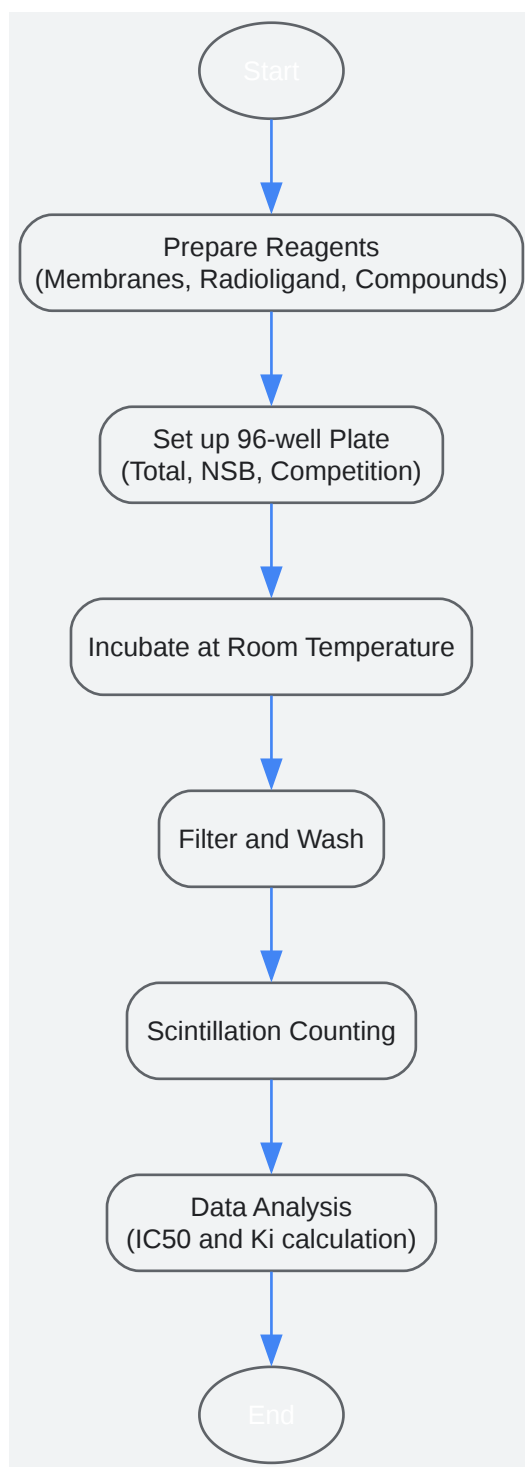 Start
Prepare Reagents
(Membranes, Radioligand, Compounds)
Set up 96-well Plate
(Total, NSB, Competition)
Incubate at Room Temperature
Filter and Wash
Scintillation Counting
Data Analysis
(IC50 and Ki calculation)
End